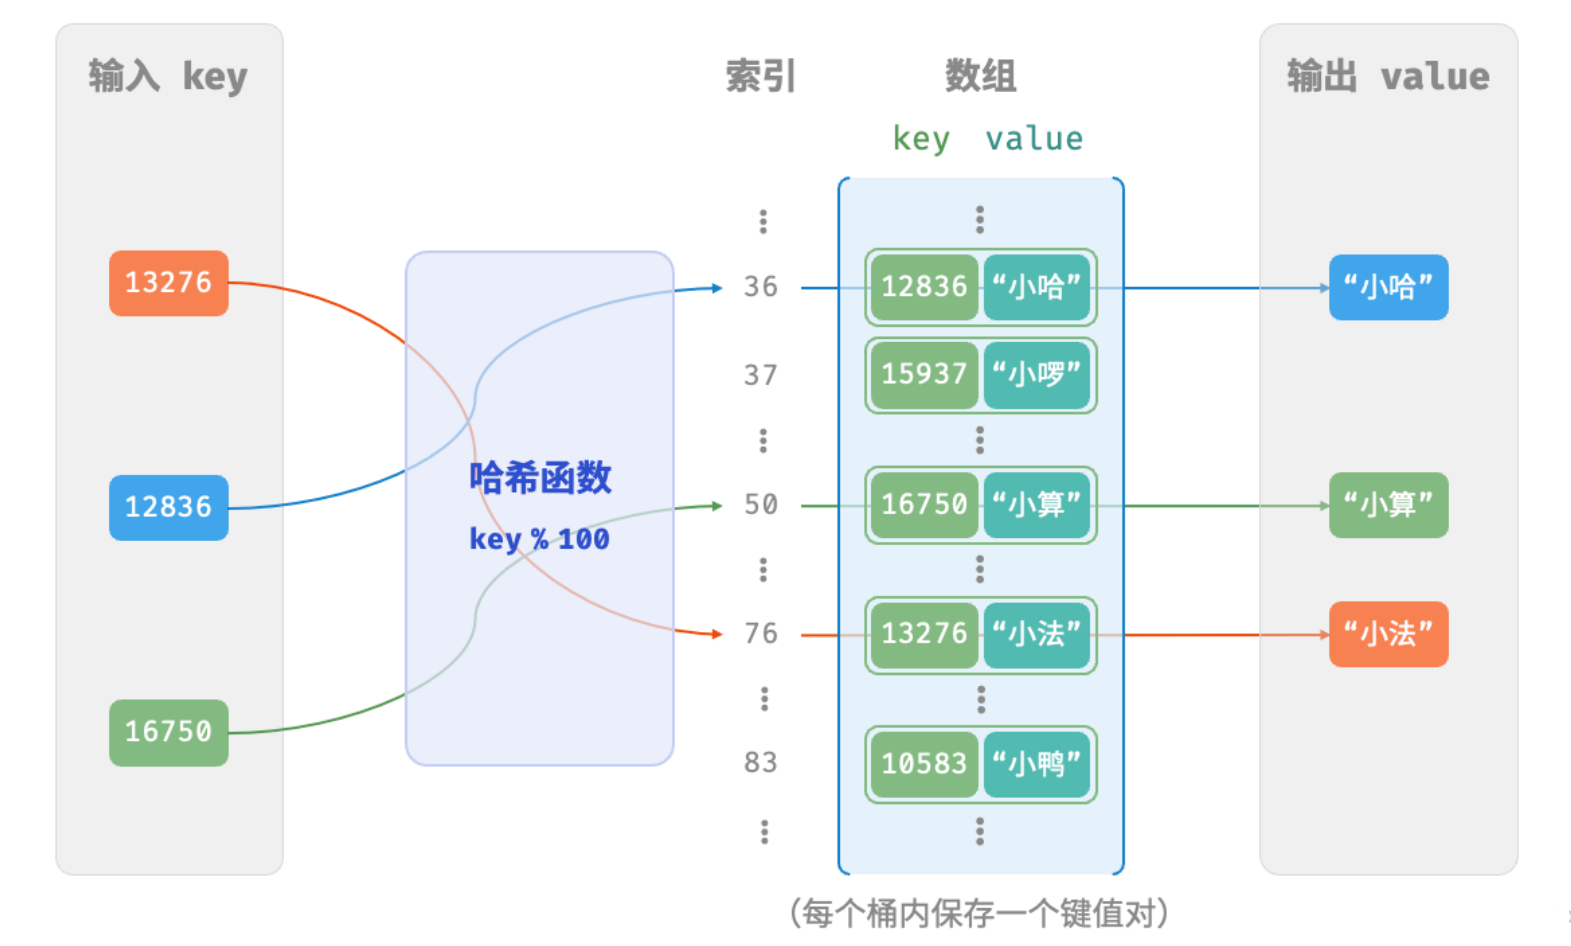 输入 key
索引
数组
输出 value
key value
13276
12836
16750
哈希函数
key % 100
36
12836 “小哈”
“小哈”
37
15937 “小啰”
50
16750 “小算”
“小算”
76
13276 “小法”
“小法”
83
10583 “小鸭”
（每个桶内保存一个键值对）